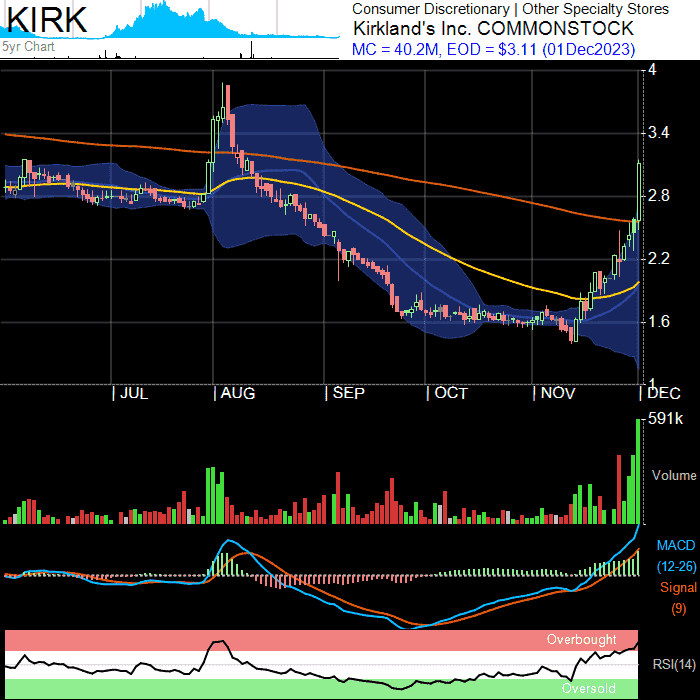 KIRK
5yr Chart
Consumer Discretionary | Other Specialty Stores
Kirkland's Inc. COMMONSTOCK
MC = 40.2M, EOD = $3.11 (01Dec2023)
4
3.4
2.8
2.2
1.6
1
JUL AUG SEP OCT NOV DEC
591k
Volume
MACD
(12-26)
Signal
(9)
Overbought
RSI(14)
Oversold